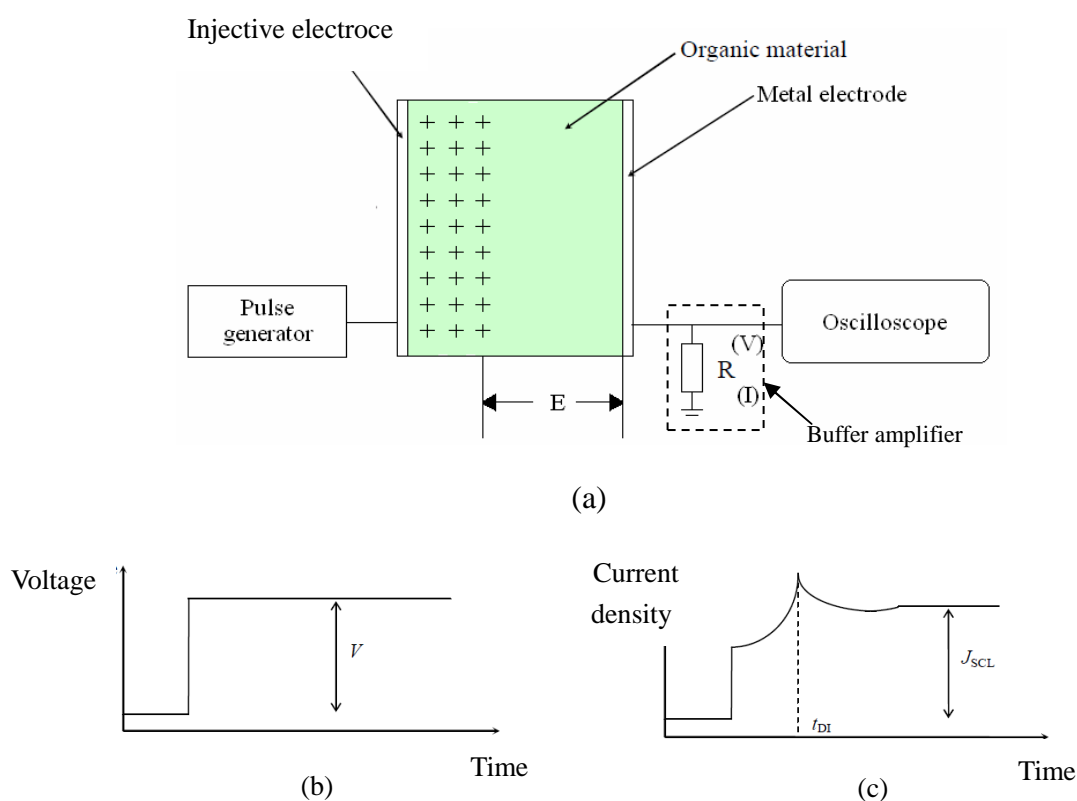 Injective electroce
Organic material
Metal electrode
+ + +
+ + +
+ + +
+ + +
+ + +
+ + +
+ + +
+ + +
+ + +
Pulse
generator
E
(V)
R
(I)
Oscilloscope
Buffer amplifier
(a)
Voltage
V
Time
(b)
Current
density
J_SCL
t_DI
Time
(c)